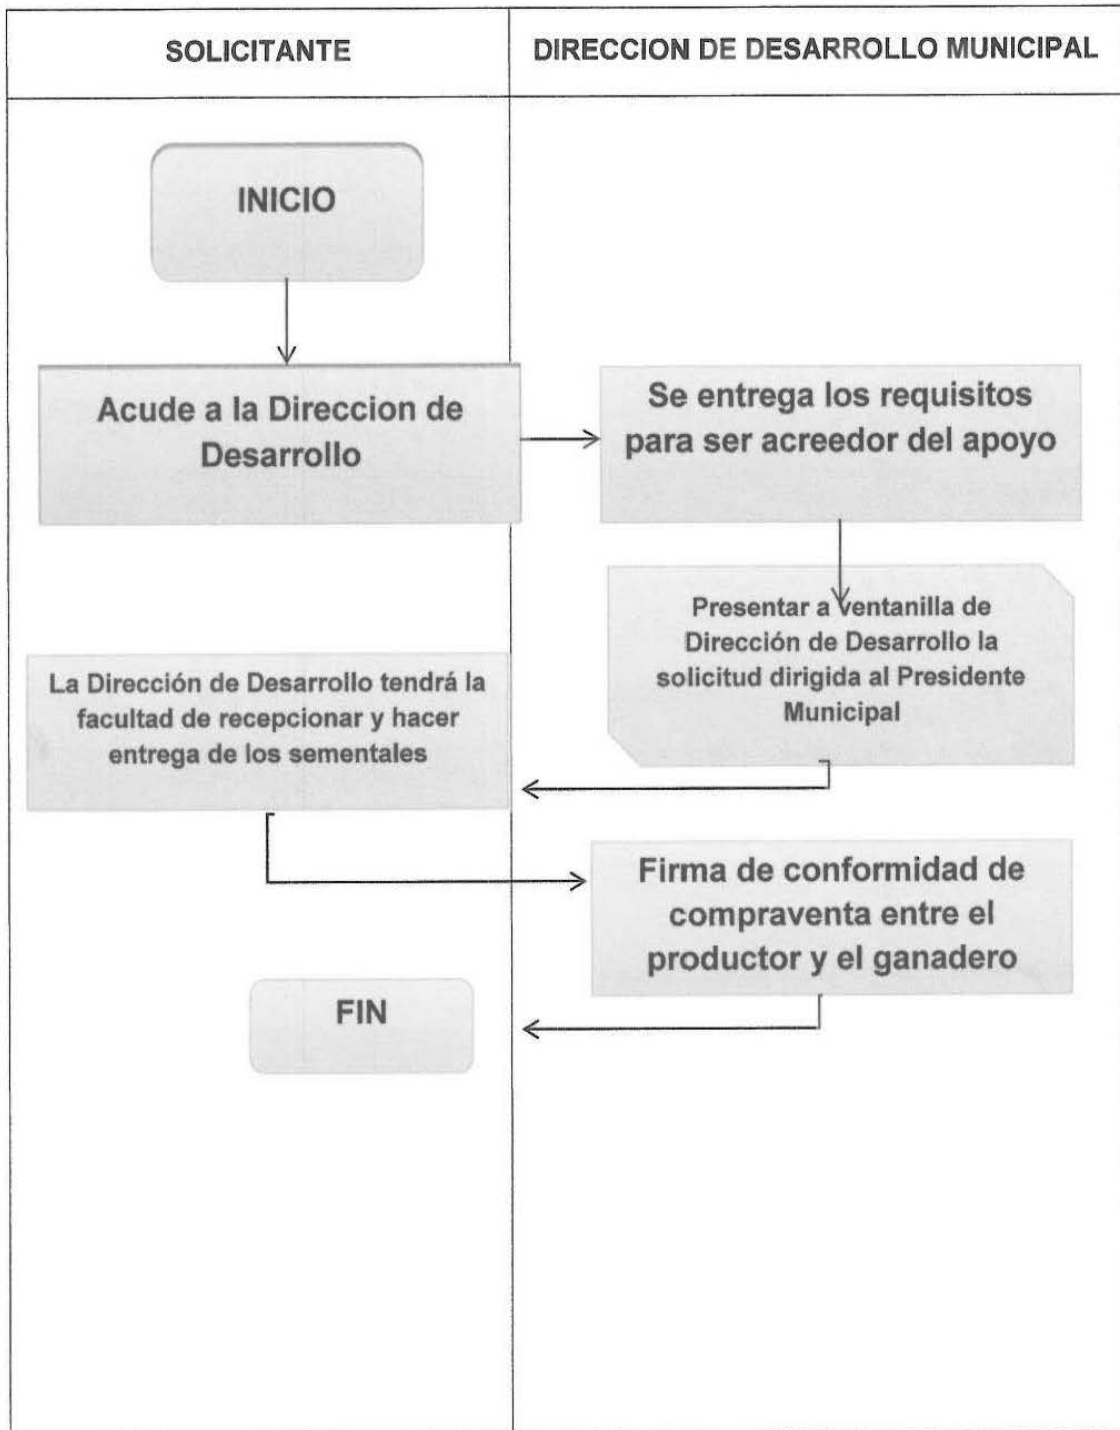 SOLICITANTE
DIRECCION DE DESARROLLO MUNICIPAL
INICIO
Acude a la Direccion de
Desarrollo
Se entrega los requisitos
para ser acreedor del apoyo
Presentar a ventanilla de
Dirección de Desarrollo la
solicitud dirigida al Presidente
Municipal
La Dirección de Desarrollo tendrá la
facultad de recepcionar y hacer
entrega de los sementales
Firma de conformidad de
compraventa entre el
productor y el ganadero
FIN